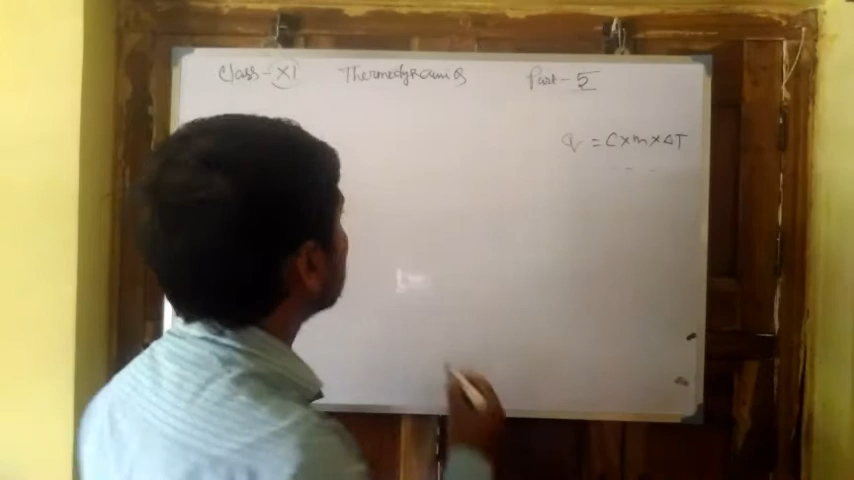 Class - XI Thermodynamics Part - 5
Q = C x m x ΔT